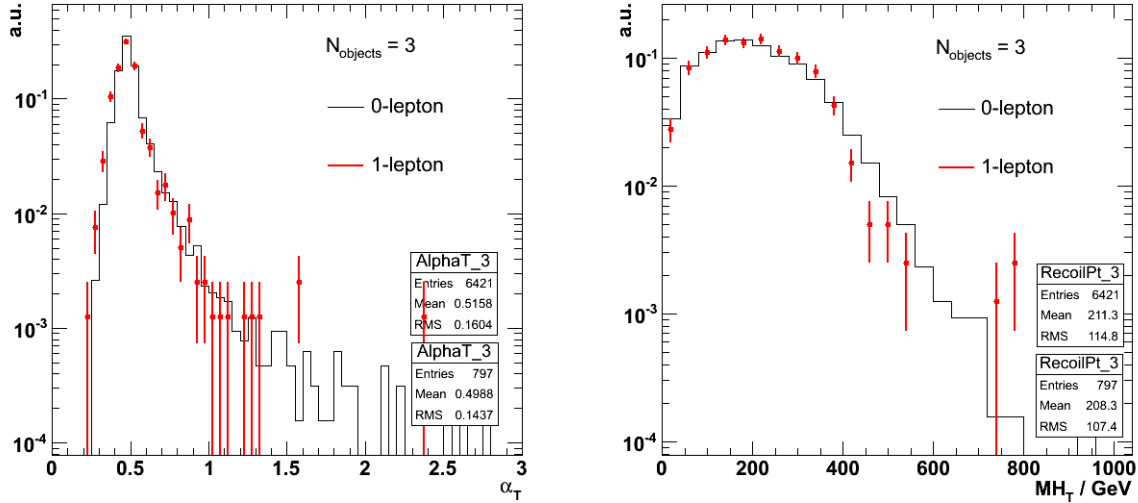 a.u.
N_objects = 3
0-lepton
1-lepton
10^-1
10^-2
10^-3
10^-4
AlphaT_3
Entries 6421
Mean 0.5158
RMS 0.1604
AlphaT_3
Entries 797
Mean 0.4988
RMS 0.1437
0 0.5 1 1.5 2 2.5 3
α_T
a.u.
N_objects = 3
0-lepton
1-lepton
10^-1
10^-2
10^-3
10^-4
RecoilPt_3
Entries 6421
Mean 211.3
RMS 114.8
RecoilPt_3
Entries 797
Mean 208.3
RMS 107.4
0 200 400 600 800 1000
MH_T / GeV